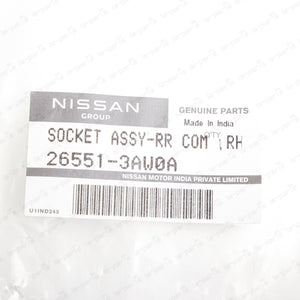 NISSAN
GROUP
GENUINE PARTS
Made in India
QTY
SOCKET ASSY-RR COM RH
26551-3AW0A
NISSAN MOTOR INDIA PRIVATE LIMITED
U1IND245